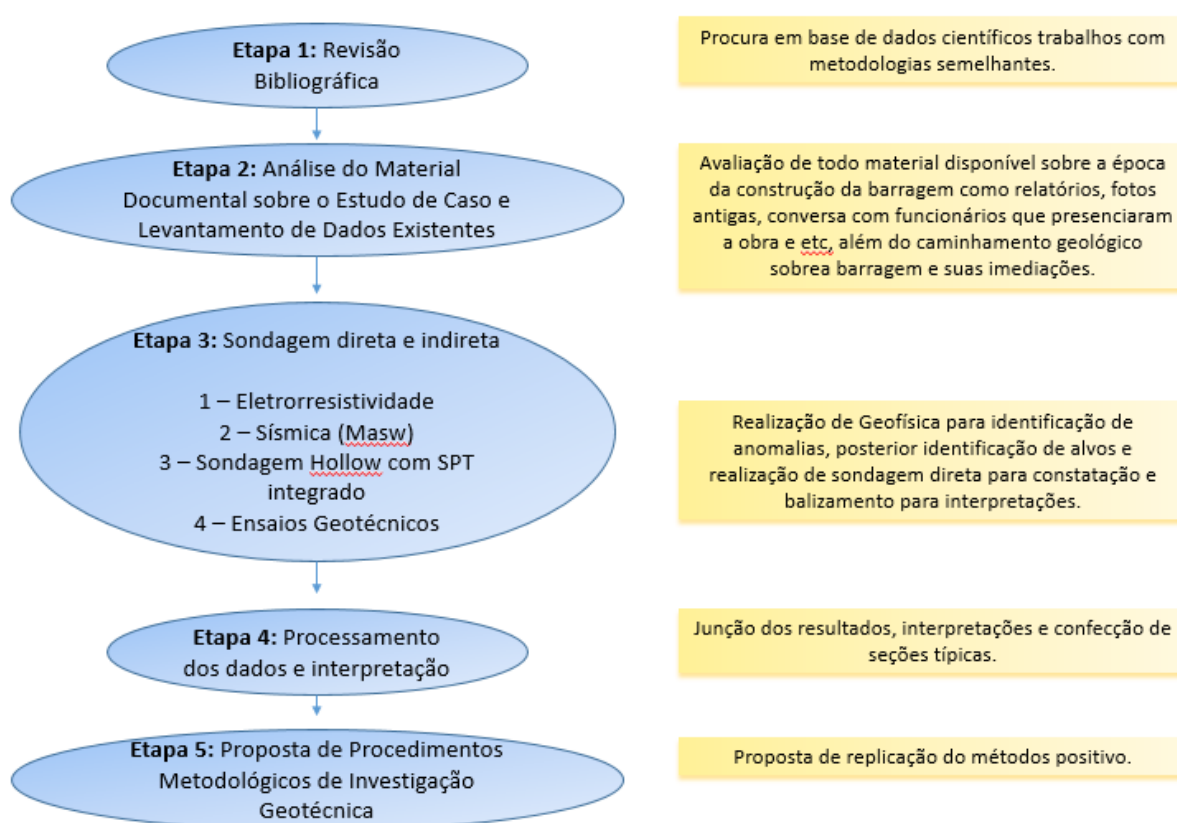 Etapa 1: Revisão
Bibliográfica
Procura em base de dados científicos trabalhos com
metodologias semelhantes.
Etapa 2: Análise do Material
Documental sobre o Estudo de Caso e
Levantamento de Dados Existentes
Avaliação de todo material disponível sobre a época
da construção da barragem como relatórios, fotos
antigas, conversa com funcionários que presenciaram
a obra e etc, além do caminhamento geológico
sobrea barragem e suas imediações.
Etapa 3: Sondagem direta e indireta
1 – Eletrorresistividade
2 – Sísmica (Masw)
3 – Sondagem Hollow com SPT
integrado
4 – Ensaios Geotécnicos
Realização de Geofísica para identificação de
anomalias, posterior identificação de alvos e
realização de sondagem direta para constatação e
balizamento para interpretações.
Etapa 4: Processamento
dos dados e interpretação
Junção dos resultados, interpretações e confecção de
seções típicas.
Etapa 5: Proposta de Procedimentos
Metodológicos de Investigação
Geotécnica
Proposta de replicação do métodos positivo.